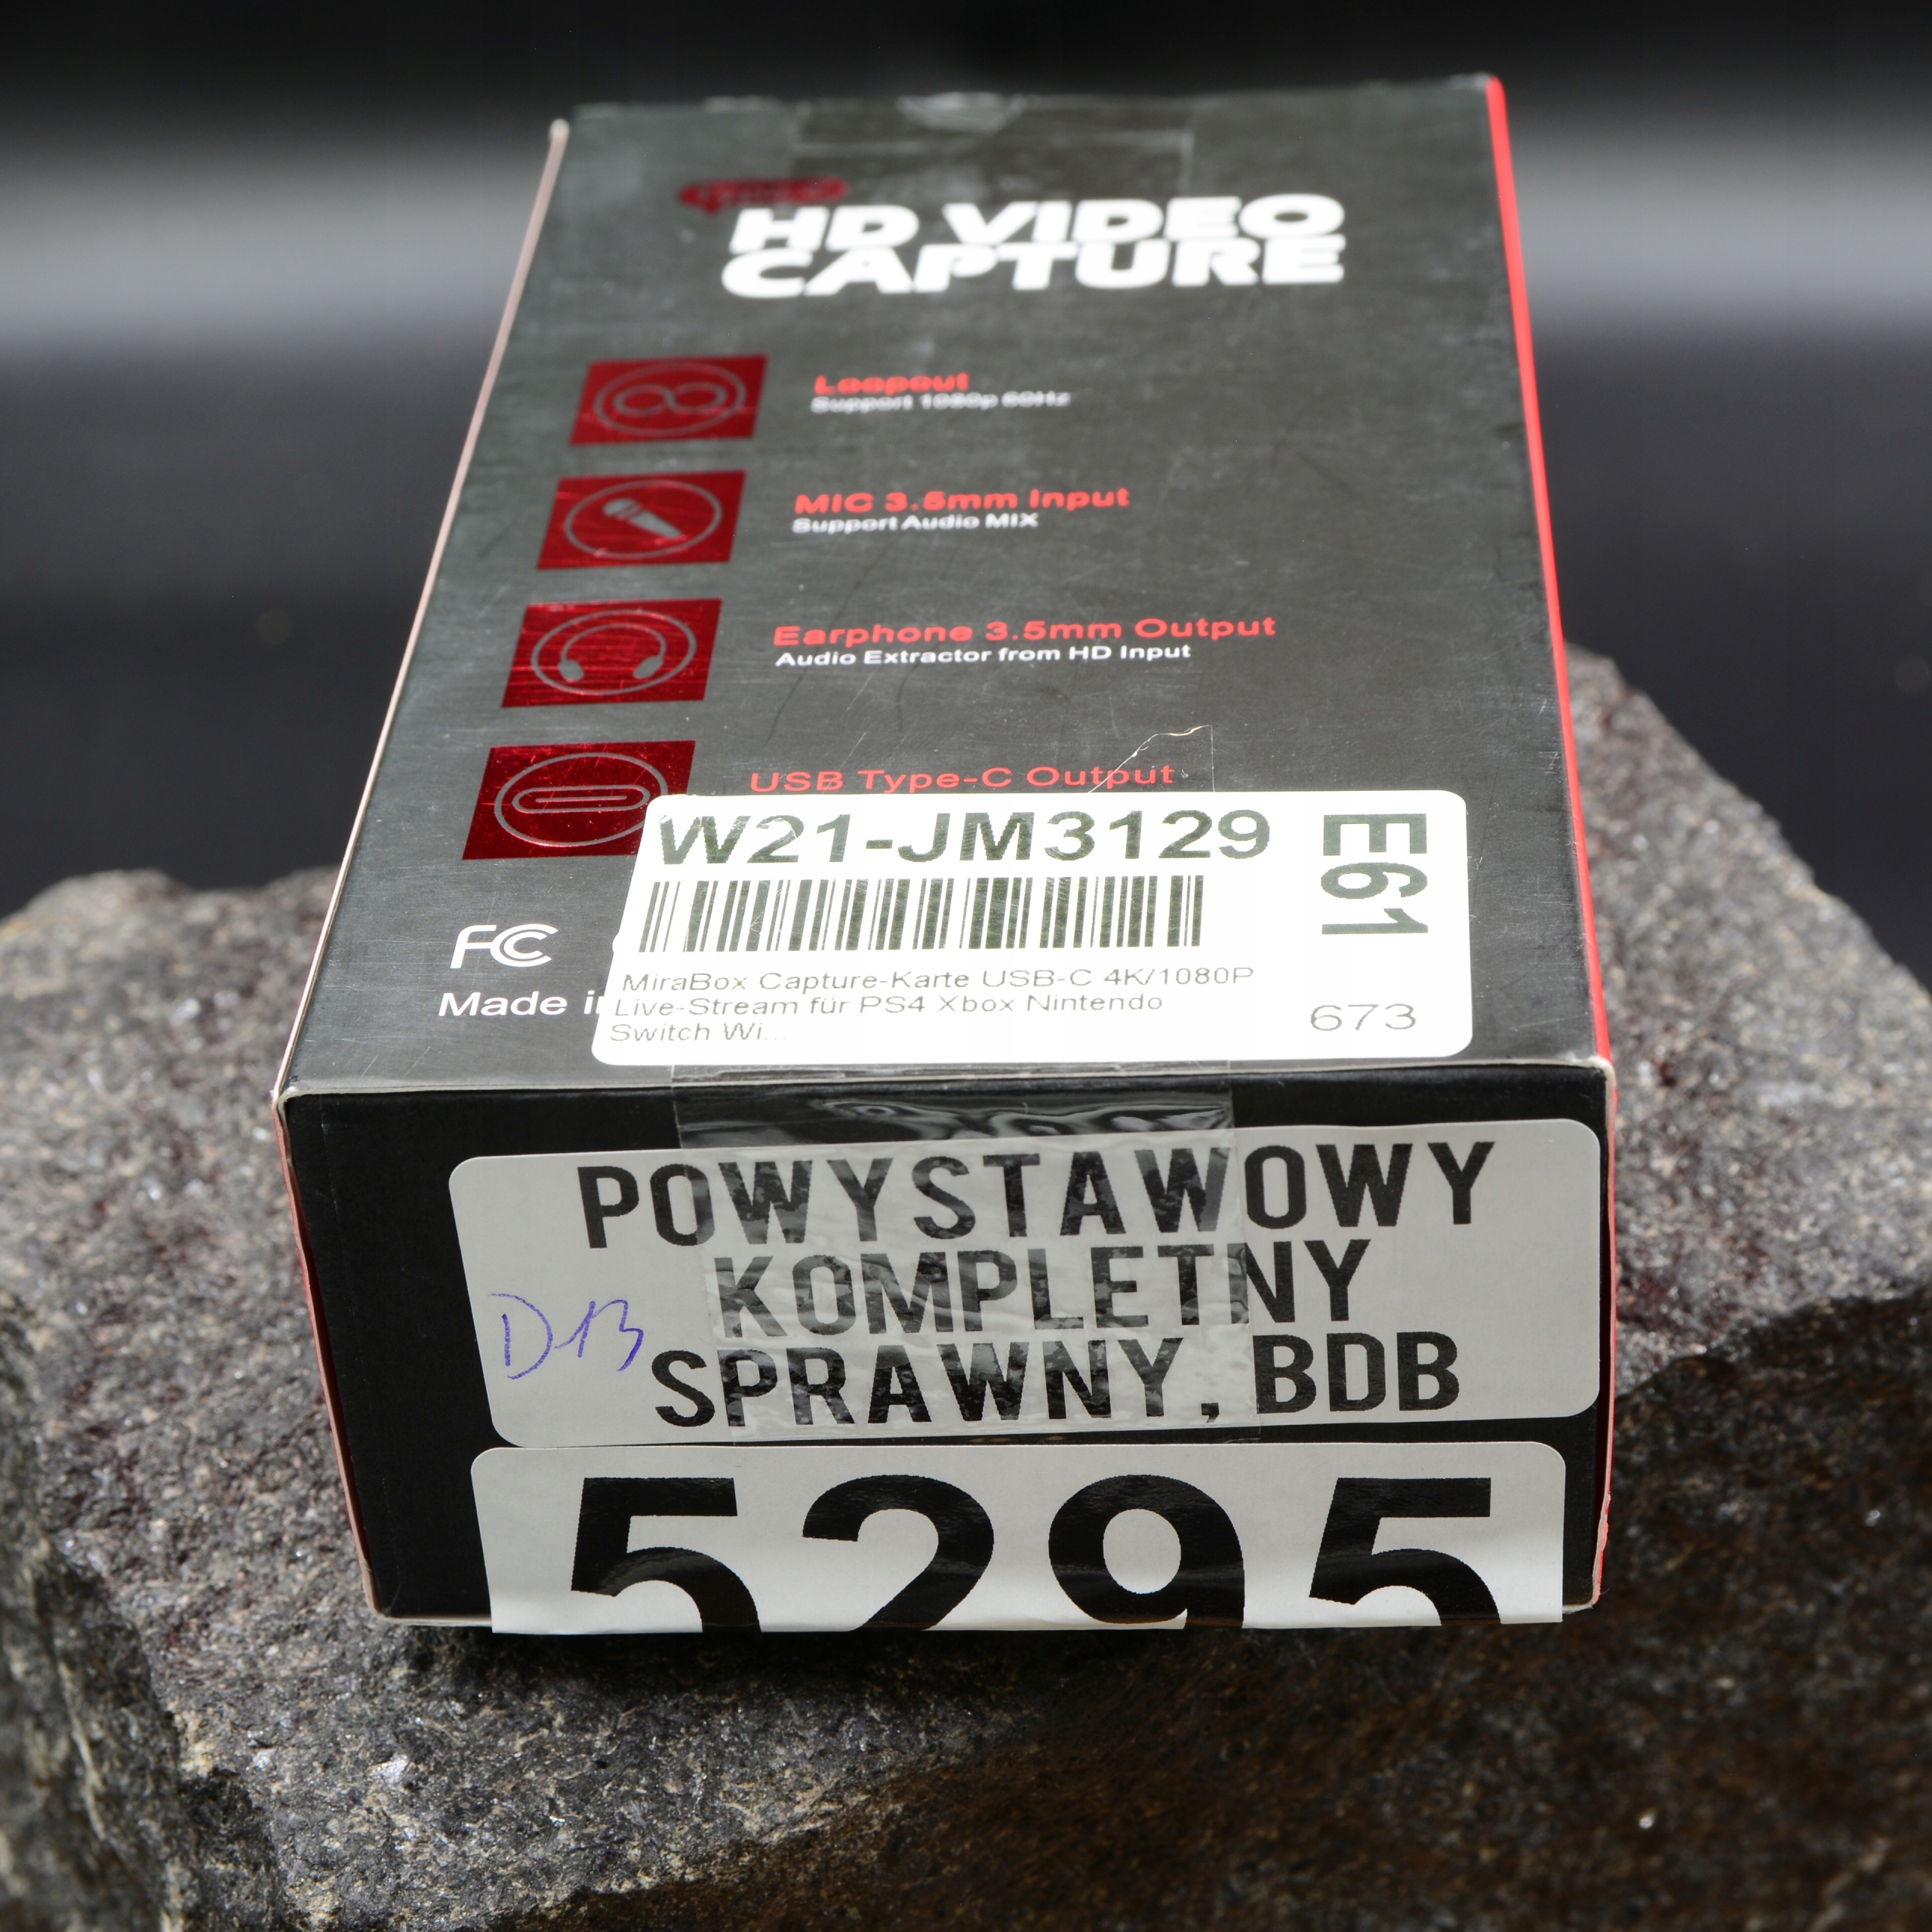 HD VIDEO
CAPTURE
Loopout
Support 1080p 60Hz
MIC 3.5mm Input
Support Audio MIX
Earphone 3.5mm Output
Audio Extractor from HD Input
USB Type-C Output
W21-JM3129
E61
MiraBox Capture-Karte USB-C 4K/1080P
Live-Stream für PS4 Xbox Nintendo
Switch Wi...
673
FC
Made in
POWYSTAWOWY
KOMPLETNY
SPRAWNY, BDB
D13
5295